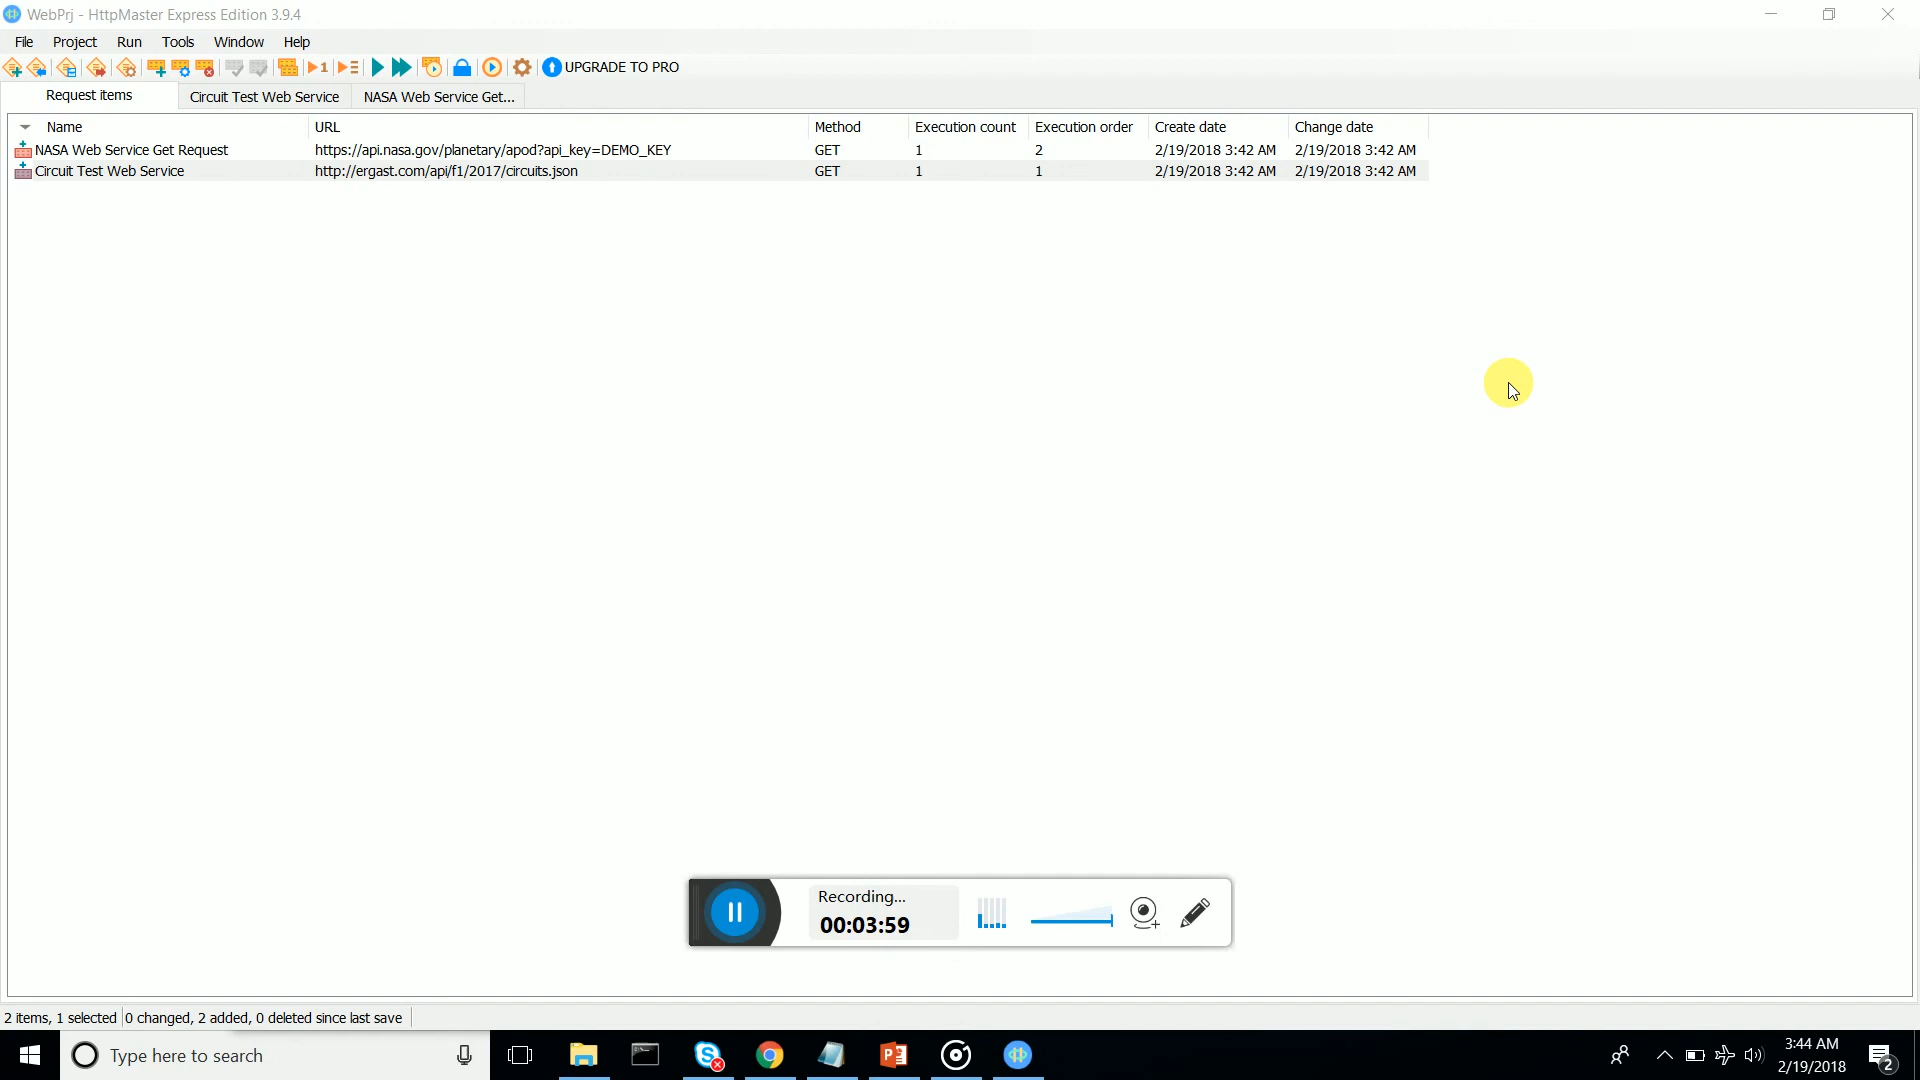 WebPrj - HttpMaster Express Edition 3.9.4
File Project Run Tools Window Help
1 UPGRADE TO PRO
Request items Circuit Test Web Service NASA Web Service Get...
Name URL Method Execution count Execution order Create date Change date
NASA Web Service Get Request https://api.nasa.gov/planetary/apod?api_key=DEMO_KEY GET 1 2 2/19/2018 3:42 AM 2/19/2018 3:42 AM
Circuit Test Web Service http://ergast.com/api/f1/2017/circuits.json GET 1 1 2/19/2018 3:42 AM 2/19/2018 3:42 AM
Recording...
00:03:59
2 items, 1 selected 0 changed, 2 added, 0 deleted since last save
Type here to search
3:44 AM
2/19/2018
2